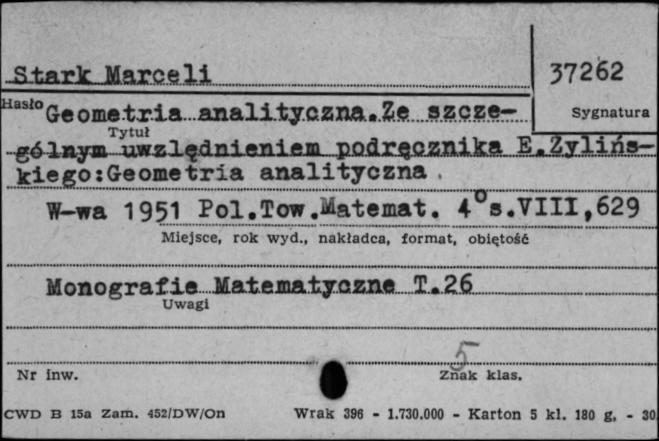 Stark Marceli
37262
Hasło
Geometria analityczna.Ze szcze-
Sygnatura
Tytuł
gólnym uwzlędnieniem podręcznika E.Zylińs-
kiego:Geometria analityczna.
W-wa 1951 Pol.Tow.Matemat. 4°s.VIII,629
Miejsce, rok wyd., nakładca, format, objętość
Monografie Matematyczne T.26
Uwagi
5
Nr inw.
Znak klas.
CWD B 15a Zam. 452/DW/On
Wrak 396 - 1.730.000 - Karton 5 kl. 180 g. - 30